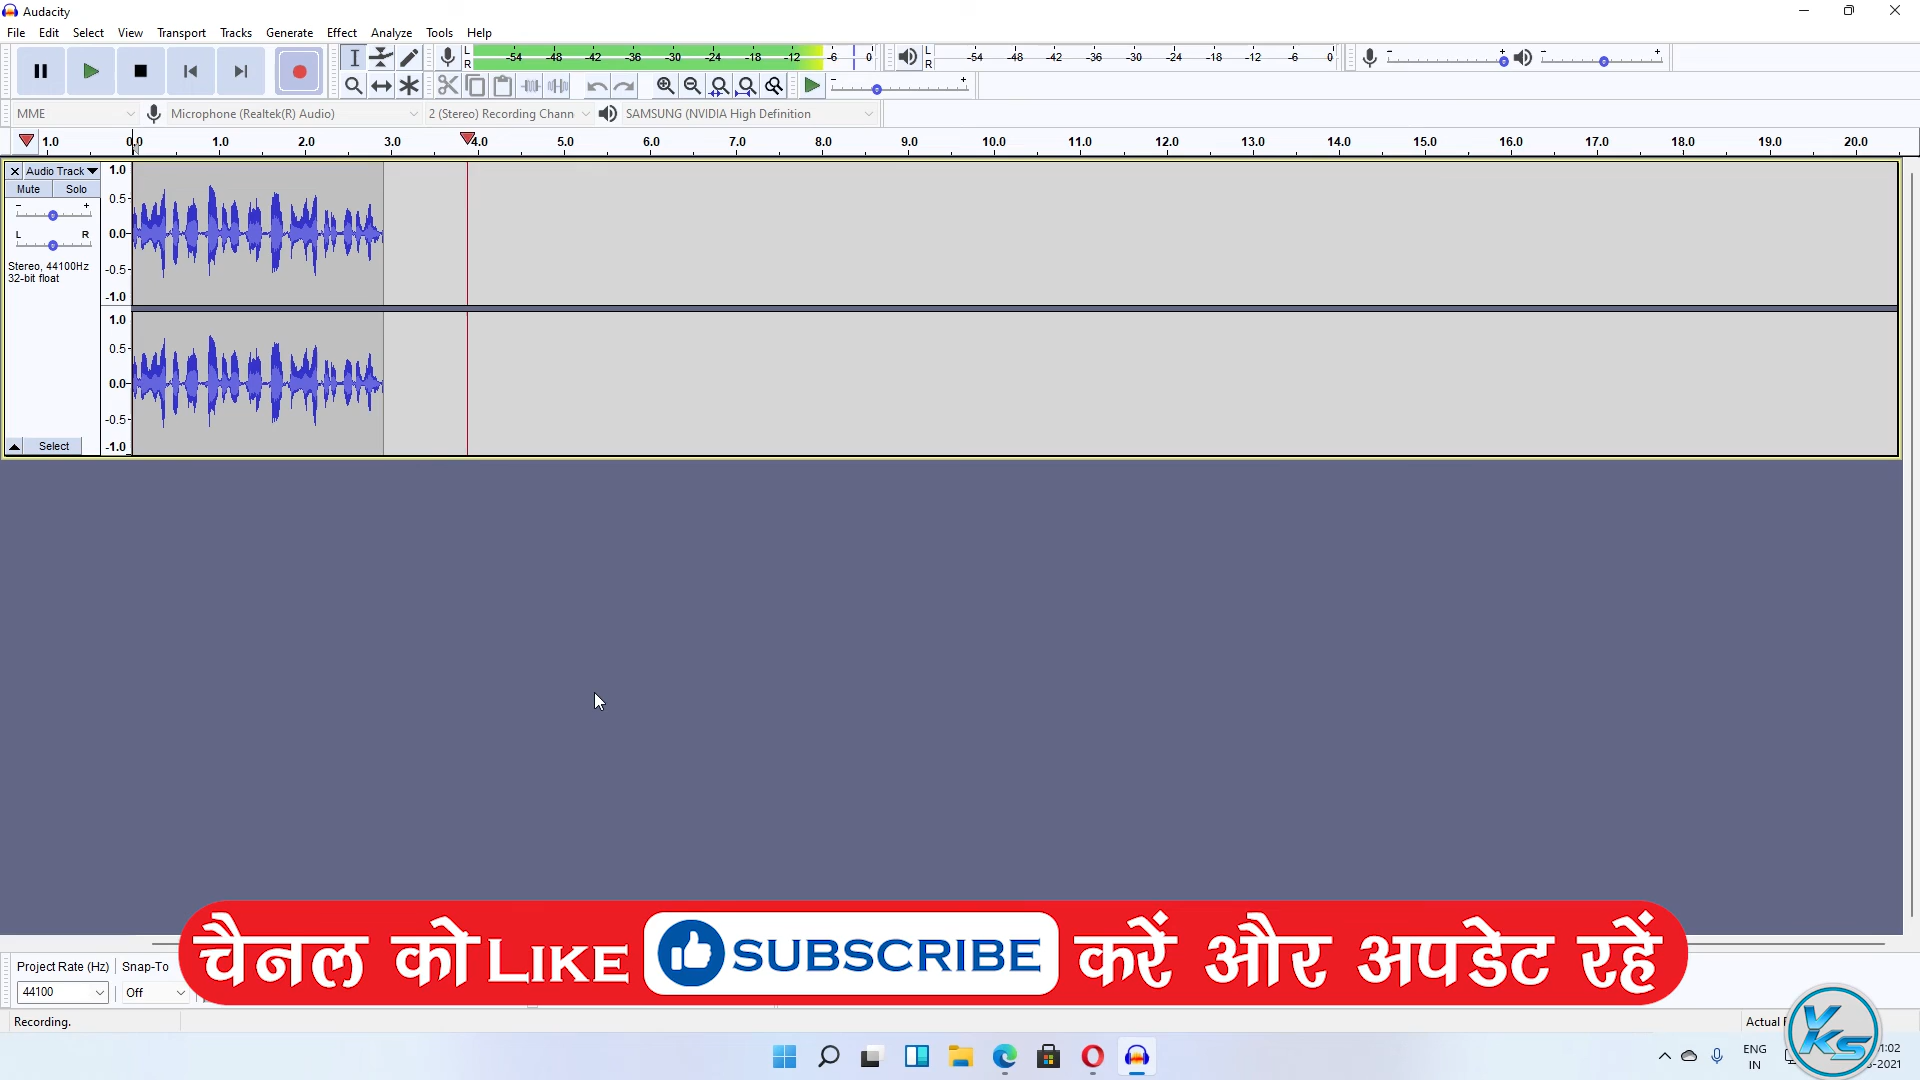 Audacity
File Edit Select View Transport Tracks Generate Effect Analyze Tools Help
L -54 -48 -42 -36 -30 -24 -18 -12 -6 0 L -54 -48 -42 -36 -30 -24 -18 -12 -6 0 - + - +
R R
- +
MME Microphone (Realtek(R) Audio) 2 (Stereo) Recording Chann SAMSUNG (NVIDIA High Definition
1.0 0.0 1.0 2.0 3.0 4.0 5.0 6.0 7.0 8.0 9.0 10.0 11.0 12.0 13.0 14.0 15.0 16.0 17.0 18.0 19.0 20.0
Audio Track 1.0
Mute Solo
- + 0.5
L R 0.0
Stereo, 44100Hz -0.5
32-bit float
-1.0
1.0
0.5
0.0
-0.5
Select -1.0
चैनल को LIKE SUBSCRIBE करें और अपडेट रहें
Project Rate (Hz) Snap-To
44100 Off
Recording. Actual
VKS
ENG :02
IN -2021